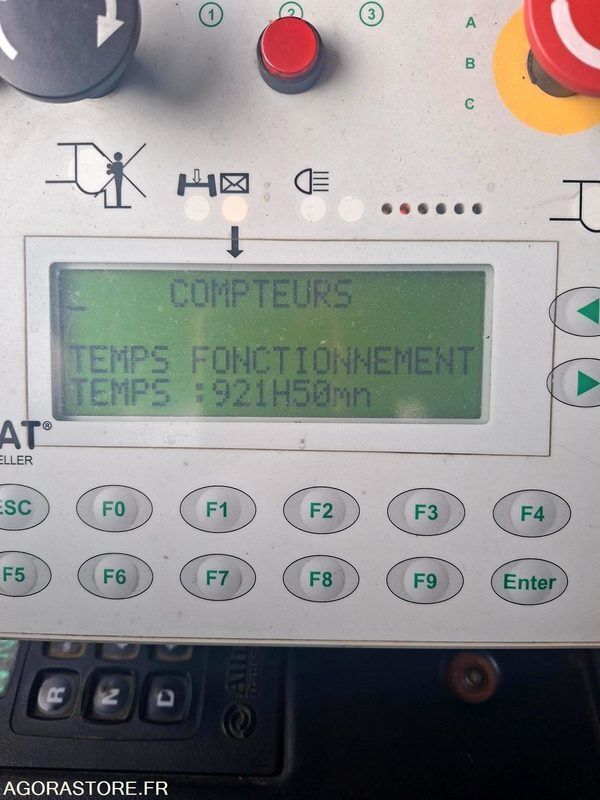 1 2 3
A
B
C
COMPTEURS
TEMPS FONCTIONNEMENT
TEMPS :921H50mn
AT®
ELLER
ESC F0 F1 F2 F3 F4
F5 F6 F7 F8 F9 Enter
R N D
AGORASTORE.FR